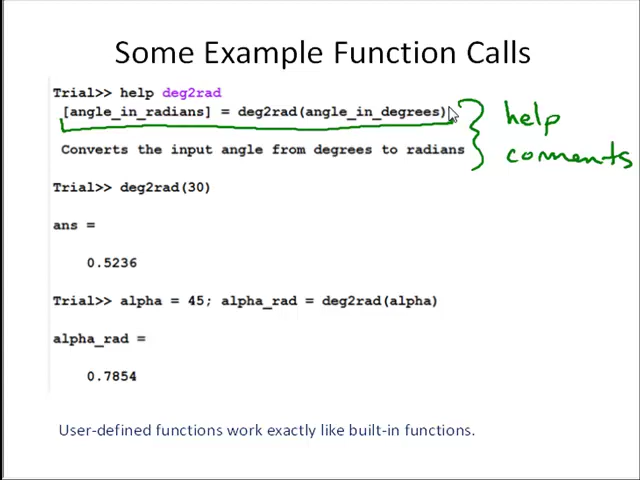 Some Example Function Calls
Trial>> help deg2rad
[angle_in_radians] = deg2rad(angle_in_degrees)
help
Converts the input angle from degrees to radians
comments
Trial>> deg2rad(30)
ans =
0.5236
Trial>> alpha = 45; alpha_rad = deg2rad(alpha)
alpha_rad =
0.7854
User-defined functions work exactly like built-in functions.